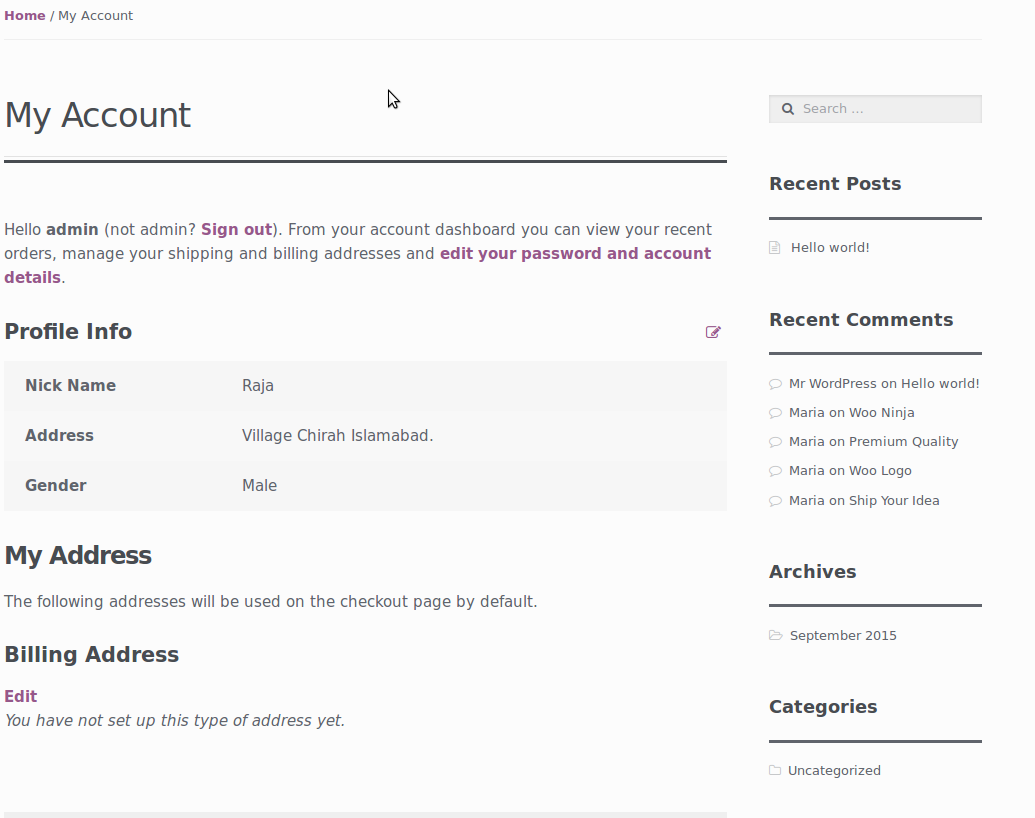 Home / My Account
My Account
Hello admin (not admin? Sign out). From your account dashboard you can view your recent
orders, manage your shipping and billing addresses and edit your password and account
details.
Profile Info
Nick Name Raja
Address Village Chirah Islamabad.
Gender Male
My Address
The following addresses will be used on the checkout page by default.
Billing Address
Edit
You have not set up this type of address yet.
Search ...
Recent Posts
Hello world!
Recent Comments
Mr WordPress on Hello world!
Maria on Woo Ninja
Maria on Premium Quality
Maria on Woo Logo
Maria on Ship Your Idea
Archives
September 2015
Categories
Uncategorized